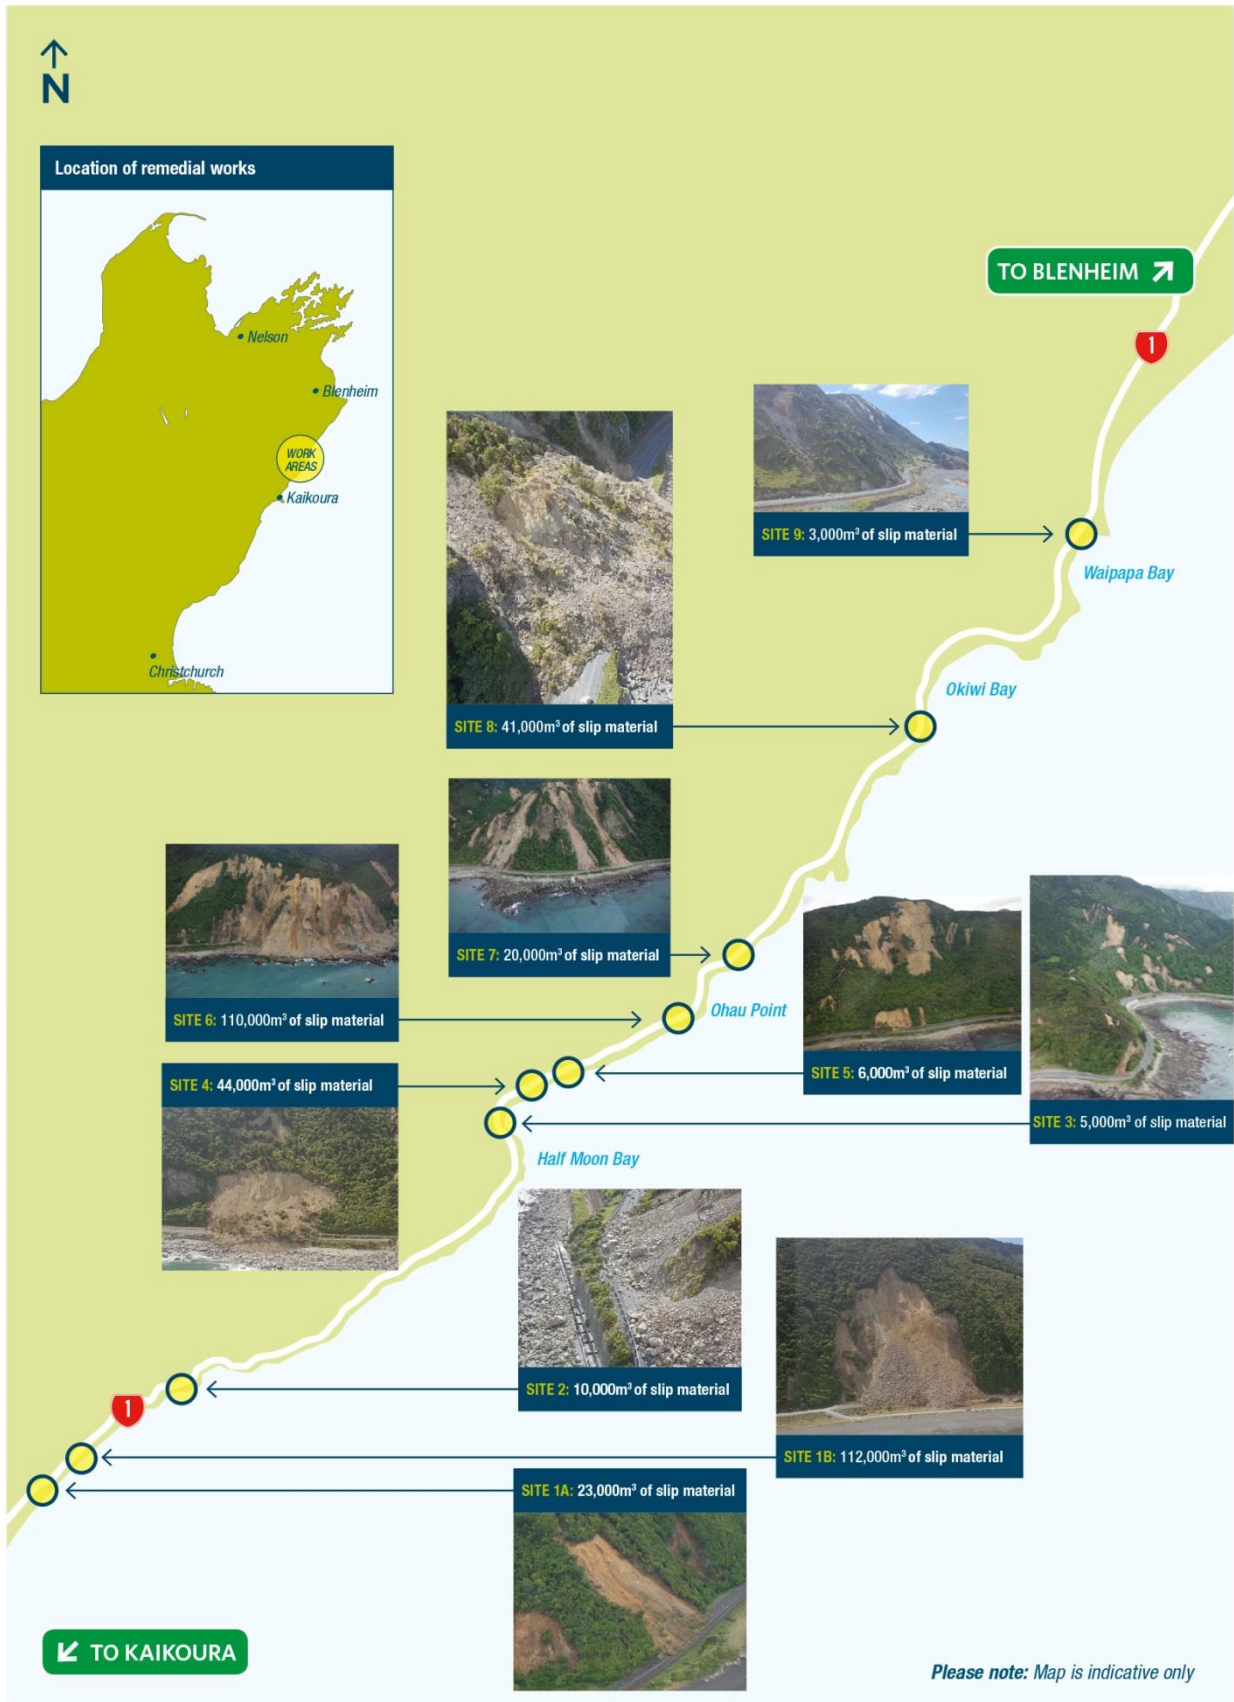 N
Location of remedial works
Nelson
Blenheim
WORK
AREAS
Kaikoura
Christchurch
TO BLENHEIM
1
SITE 9: 3,000m³ of slip material
Waipapa Bay
Okiwi Bay
SITE 8: 41,000m³ of slip material
SITE 7: 20,000m³ of slip material
Ohau Point
SITE 6: 110,000m³ of slip material
SITE 5: 6,000m³ of slip material
SITE 4: 44,000m³ of slip material
SITE 3: 5,000m³ of slip material
Half Moon Bay
SITE 2: 10,000m³ of slip material
1
SITE 1B: 112,000m³ of slip material
SITE 1A: 23,000m³ of slip material
TO KAIKOURA
Please note: Map is indicative only